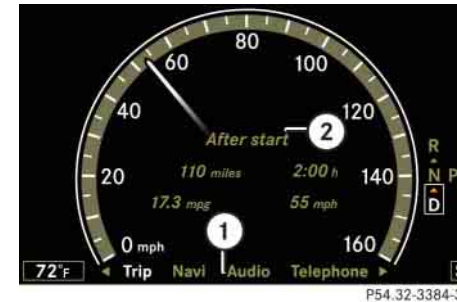 80
60
100
40
120
After start
2
R
110 miles
2:00 h
20
140
N P
17.3 mpg
55 mph
D
1
0 mph
160
72°F
Trip Navi Audio Telephone
P54.32-3384-